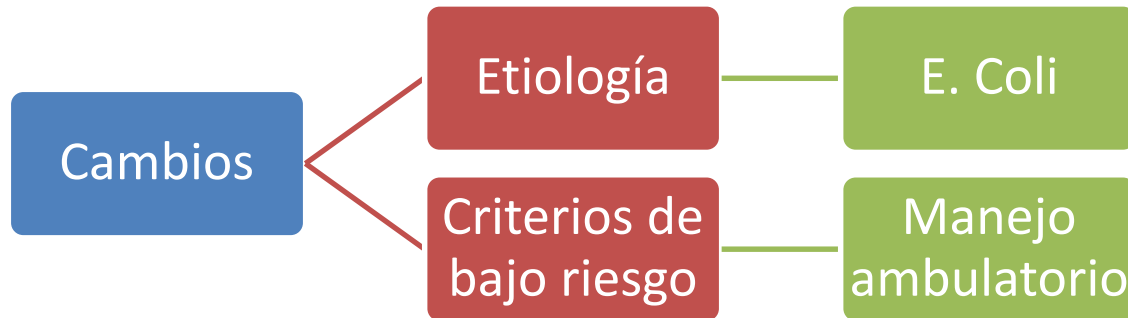 Cambios
Etiología
E. Coli
Criterios de
bajo riesgo
Manejo
ambulatorio